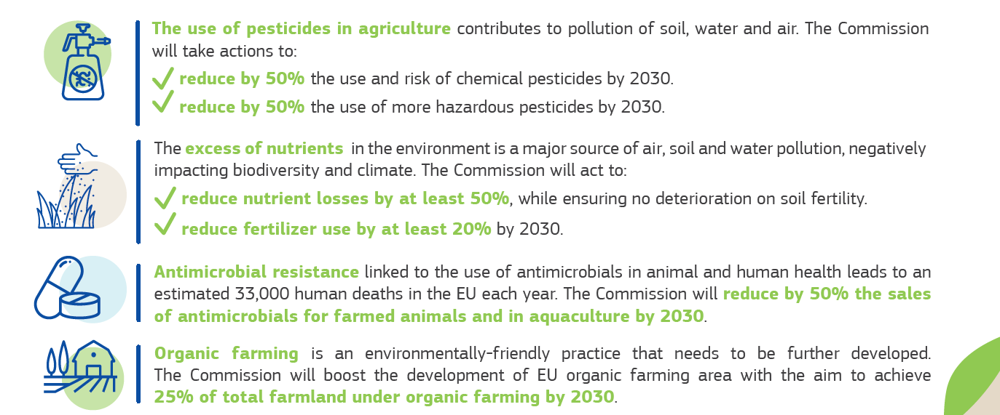 The use of pesticides in agriculture contributes to pollution of soil, water and air. The Commission
will take actions to:
reduce by 50% the use and risk of chemical pesticides by 2030.
reduce by 50% the use of more hazardous pesticides by 2030.
The excess of nutrients in the environment is a major source of air, soil and water pollution, negatively
impacting biodiversity and climate. The Commission will act to:
reduce nutrient losses by at least 50%, while ensuring no deterioration on soil fertility.
reduce fertilizer use by at least 20% by 2030.
Antimicrobial resistance linked to the use of antimicrobials in animal and human health leads to an
estimated 33,000 human deaths in the EU each year. The Commission will reduce by 50% the sales
of antimicrobials for farmed animals and in aquaculture by 2030.
Organic farming is an environmentally-friendly practice that needs to be further developed.
The Commission will boost the development of EU organic farming area with the aim to achieve
25% of total farmland under organic farming by 2030.